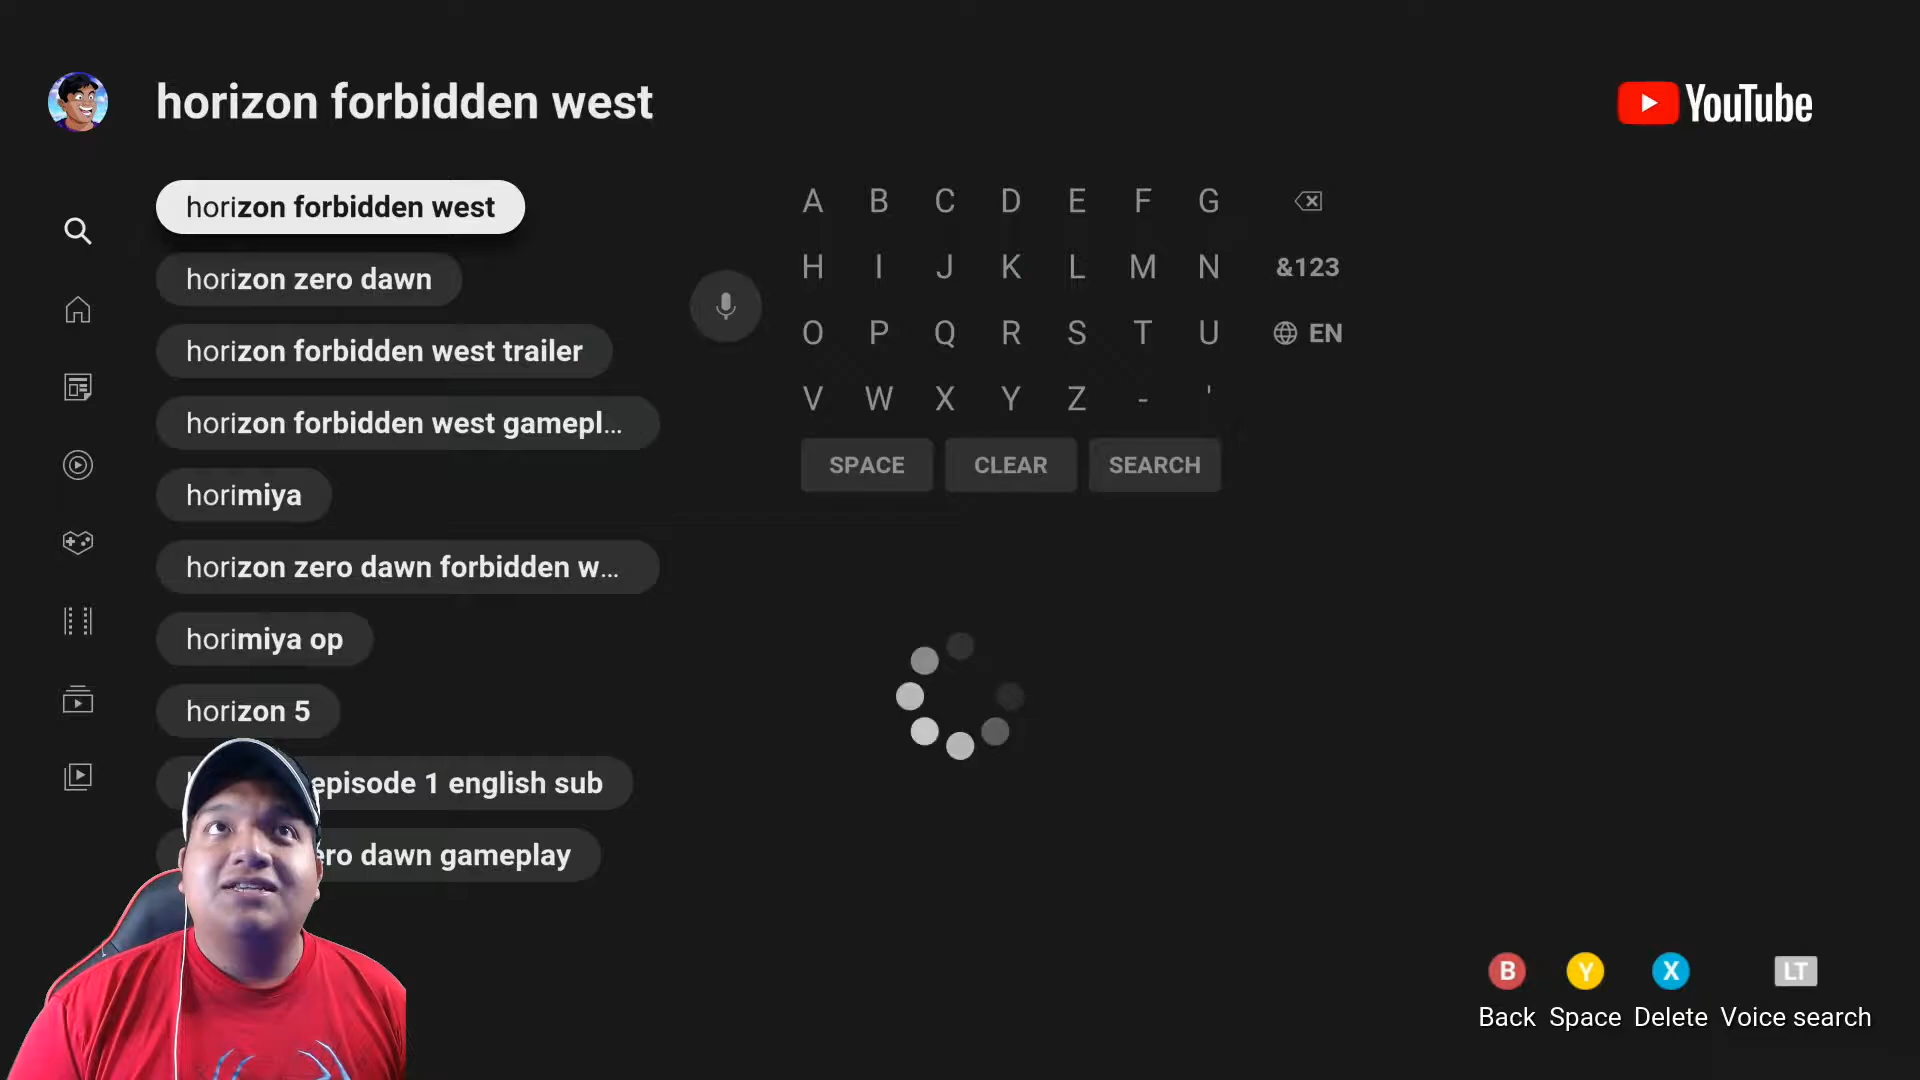 horizon forbidden west
YouTube
horizon forbidden west
horizon zero dawn
horizon forbidden west trailer
horizon forbidden west gamepl...
horimiya
horizon zero dawn forbidden w...
horimiya op
horizon 5
episode 1 english sub
ero dawn gameplay
A B C D E F G
H I J K L M N &123
O P Q R S T U EN
V W X Y Z - '
SPACE CLEAR SEARCH
B Y X LT
Back Space Delete Voice search